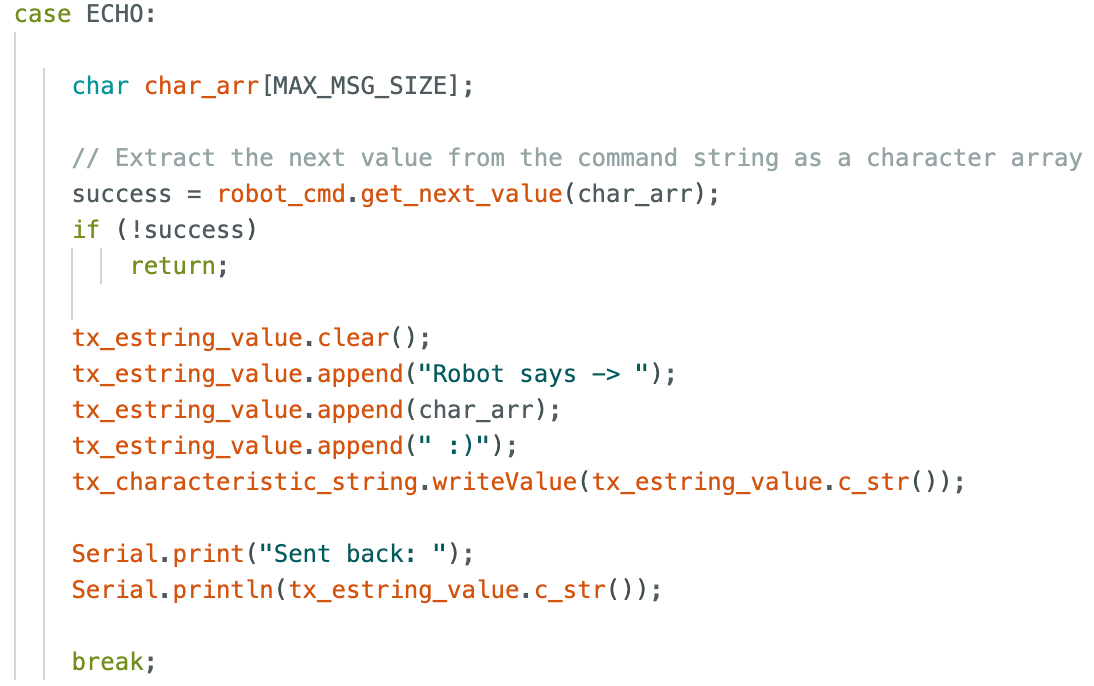 case ECHO:
char char_arr[MAX_MSG_SIZE];
// Extract the next value from the command string as a character array
success = robot_cmd.get_next_value(char_arr);
if (!success)
return;
tx_estring_value.clear();
tx_estring_value.append("Robot says -> ");
tx_estring_value.append(char_arr);
tx_estring_value.append(" :)");
tx_characteristic_string.writeValue(tx_estring_value.c_str());
Serial.print("Sent back: ");
Serial.println(tx_estring_value.c_str());
break;